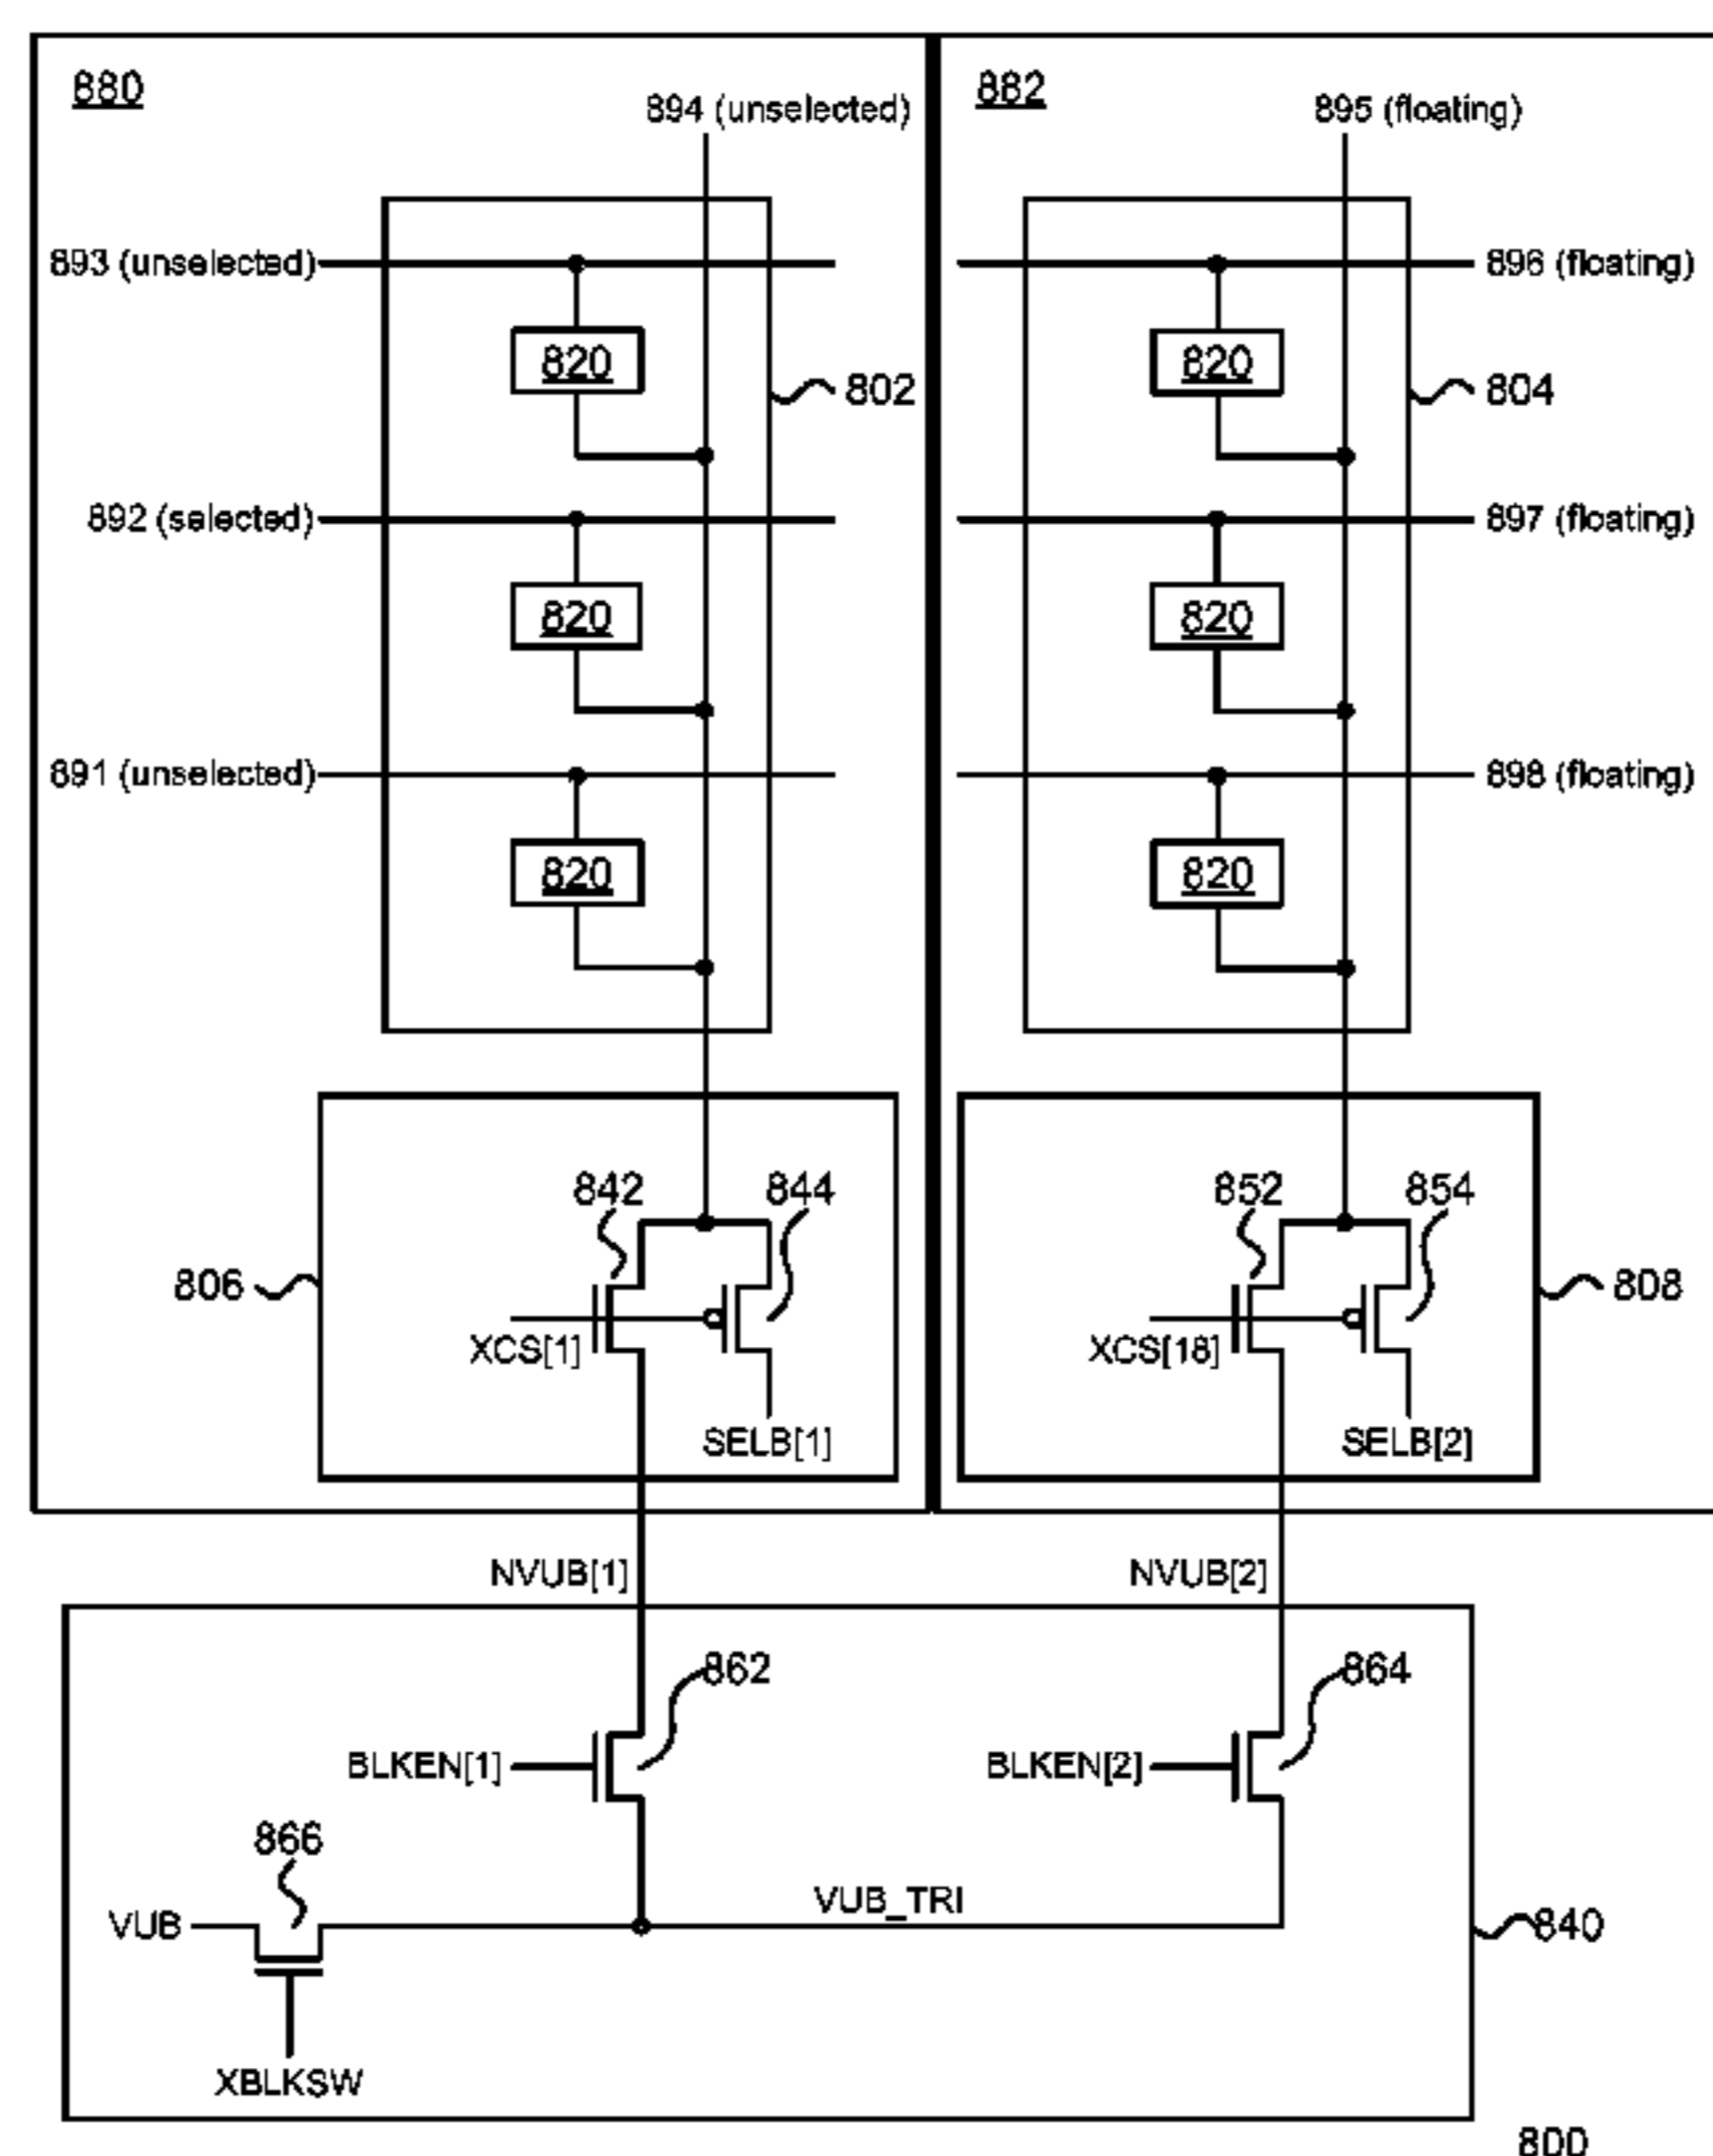 880
882
894 (unselected)
895 (floating)
893 (unselected)
896 (floating)
820
820
802
804
892 (selected)
897 (floating)
820
820
891 (unselected)
898 (floating)
820
820
842
844
852
854
806
808
XCS[1]
XCS[18]
SELB[1]
SELB[2]
NVUB[1]
NVUB[2]
862
864
BLKEN[1]
BLKEN[2]
866
VUB
VUB_TRI
840
XBLKSW
800